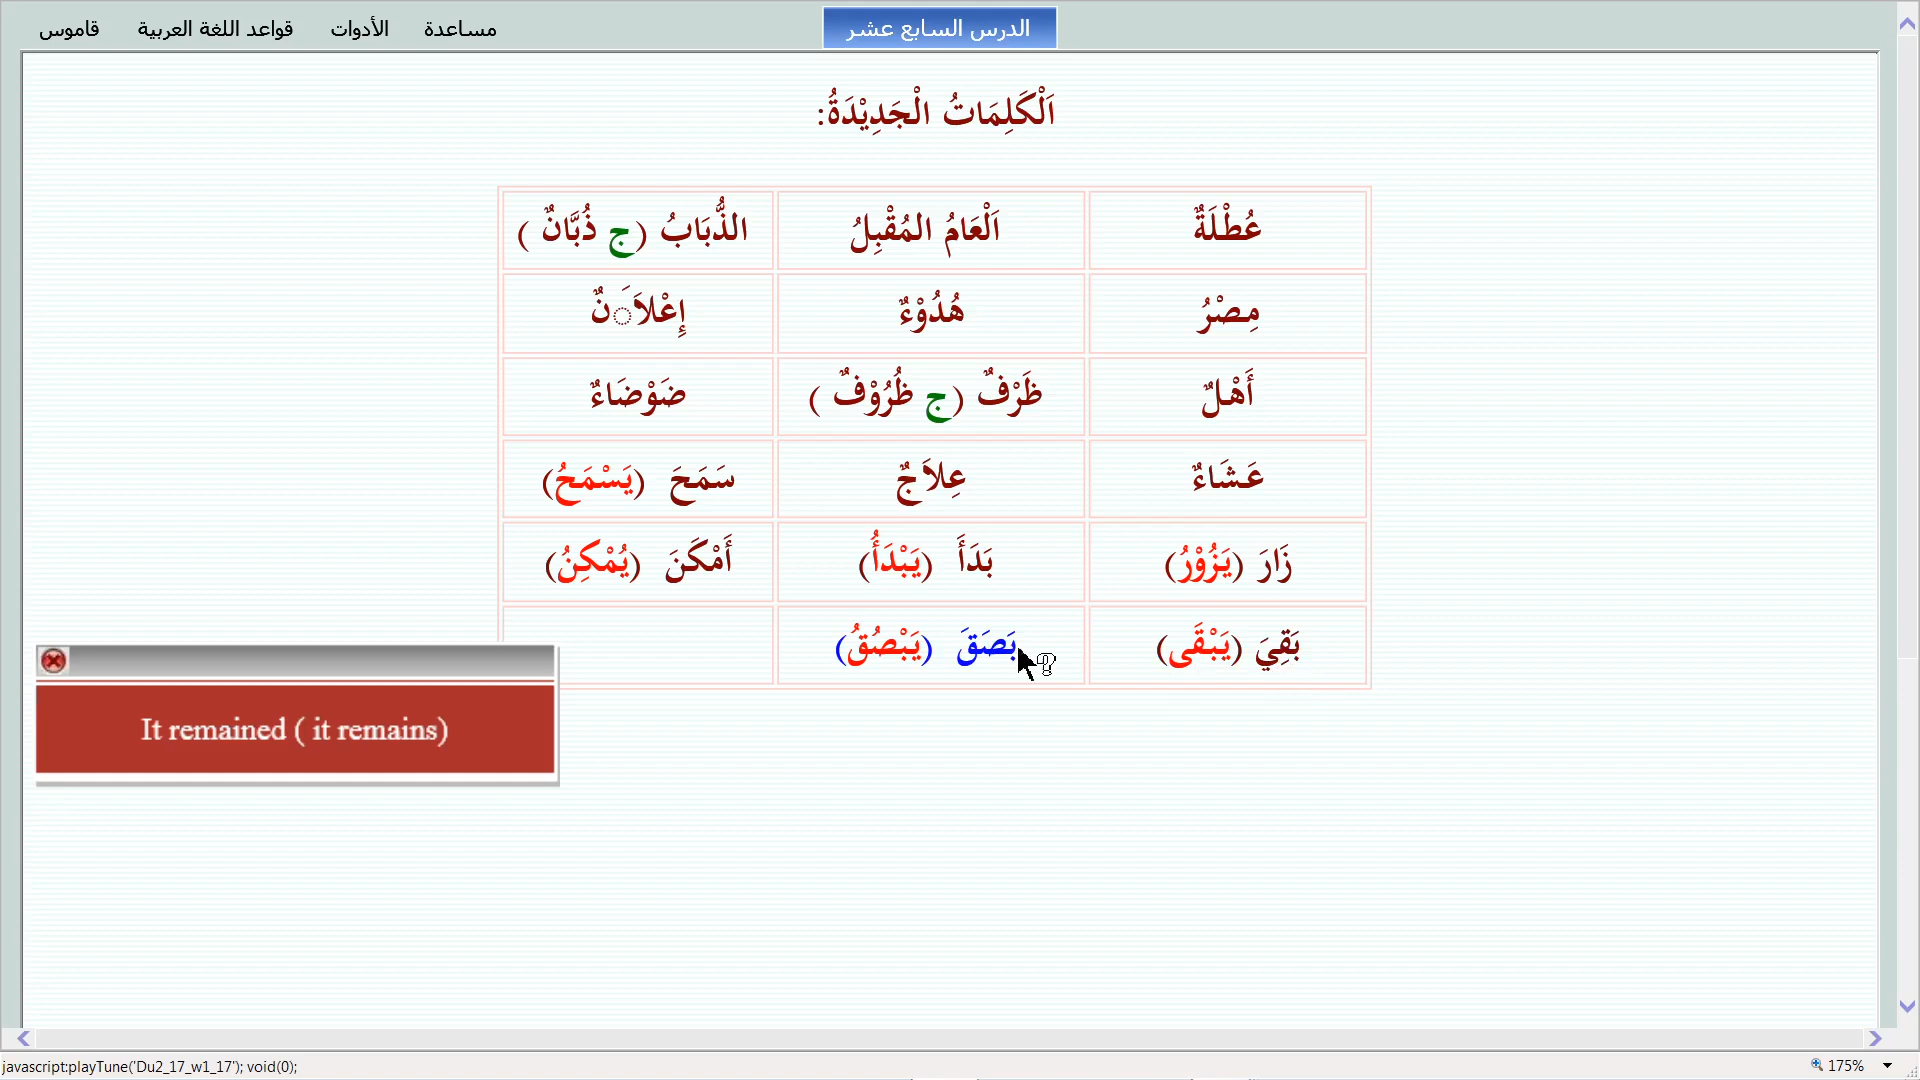 قاموس قواعد اللغة العربية الأدوات مساعدة الدرس السابع عشر
اَلْكَلِمَاتُ الْجَدِيْدَةُ:
عُطْلَةٌ اَلْعَامُ المُقْبِلُ الذُّبَابُ (ج ذُبَّانٌ )
مِصْرُ هُدُوْءٌ إِعْلاَ◌َنٌ
أَهْلٌ ظَرْفٌ (ج ظُرُوْفٌ ) ضَوْضَاءٌ
عَشَاءٌ عِلاَجٌ سَمَحَ (يَسْمَحُ)
زَارَ (يَزُوْرُ) بَدَأَ (يَبْدَأُ) أَمْكَنَ (يُمْكِنُ)
بَقِيَ (يَبْقَى) بَصَقَ (يَبْصُقُ)
It remained ( it remains)
javascript:playTune('Du2_17_w1_17'); void(0);
175%